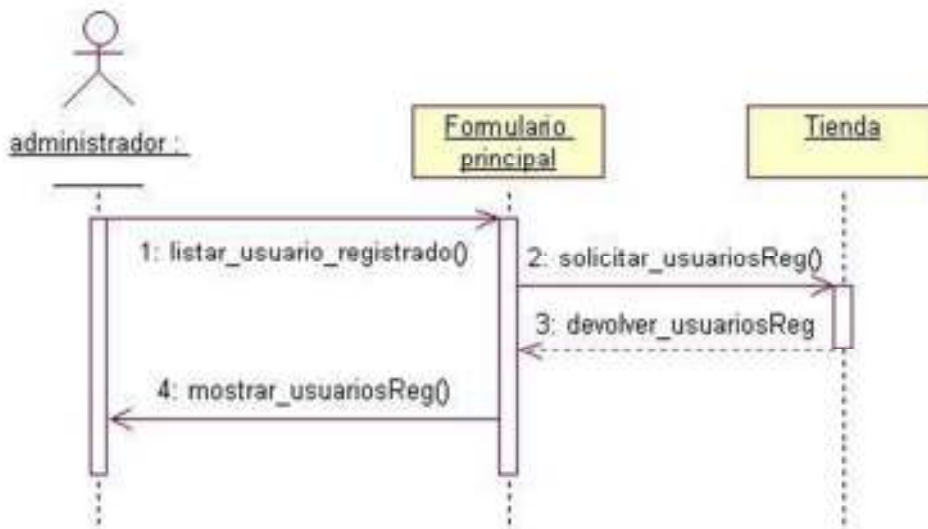 administrador :
Formulario
principal
Tienda
1: listar_usuario_registrado()
2: solicitar_usuariosReg()
3: devolver_usuariosReg
4: mostrar_usuariosReg()